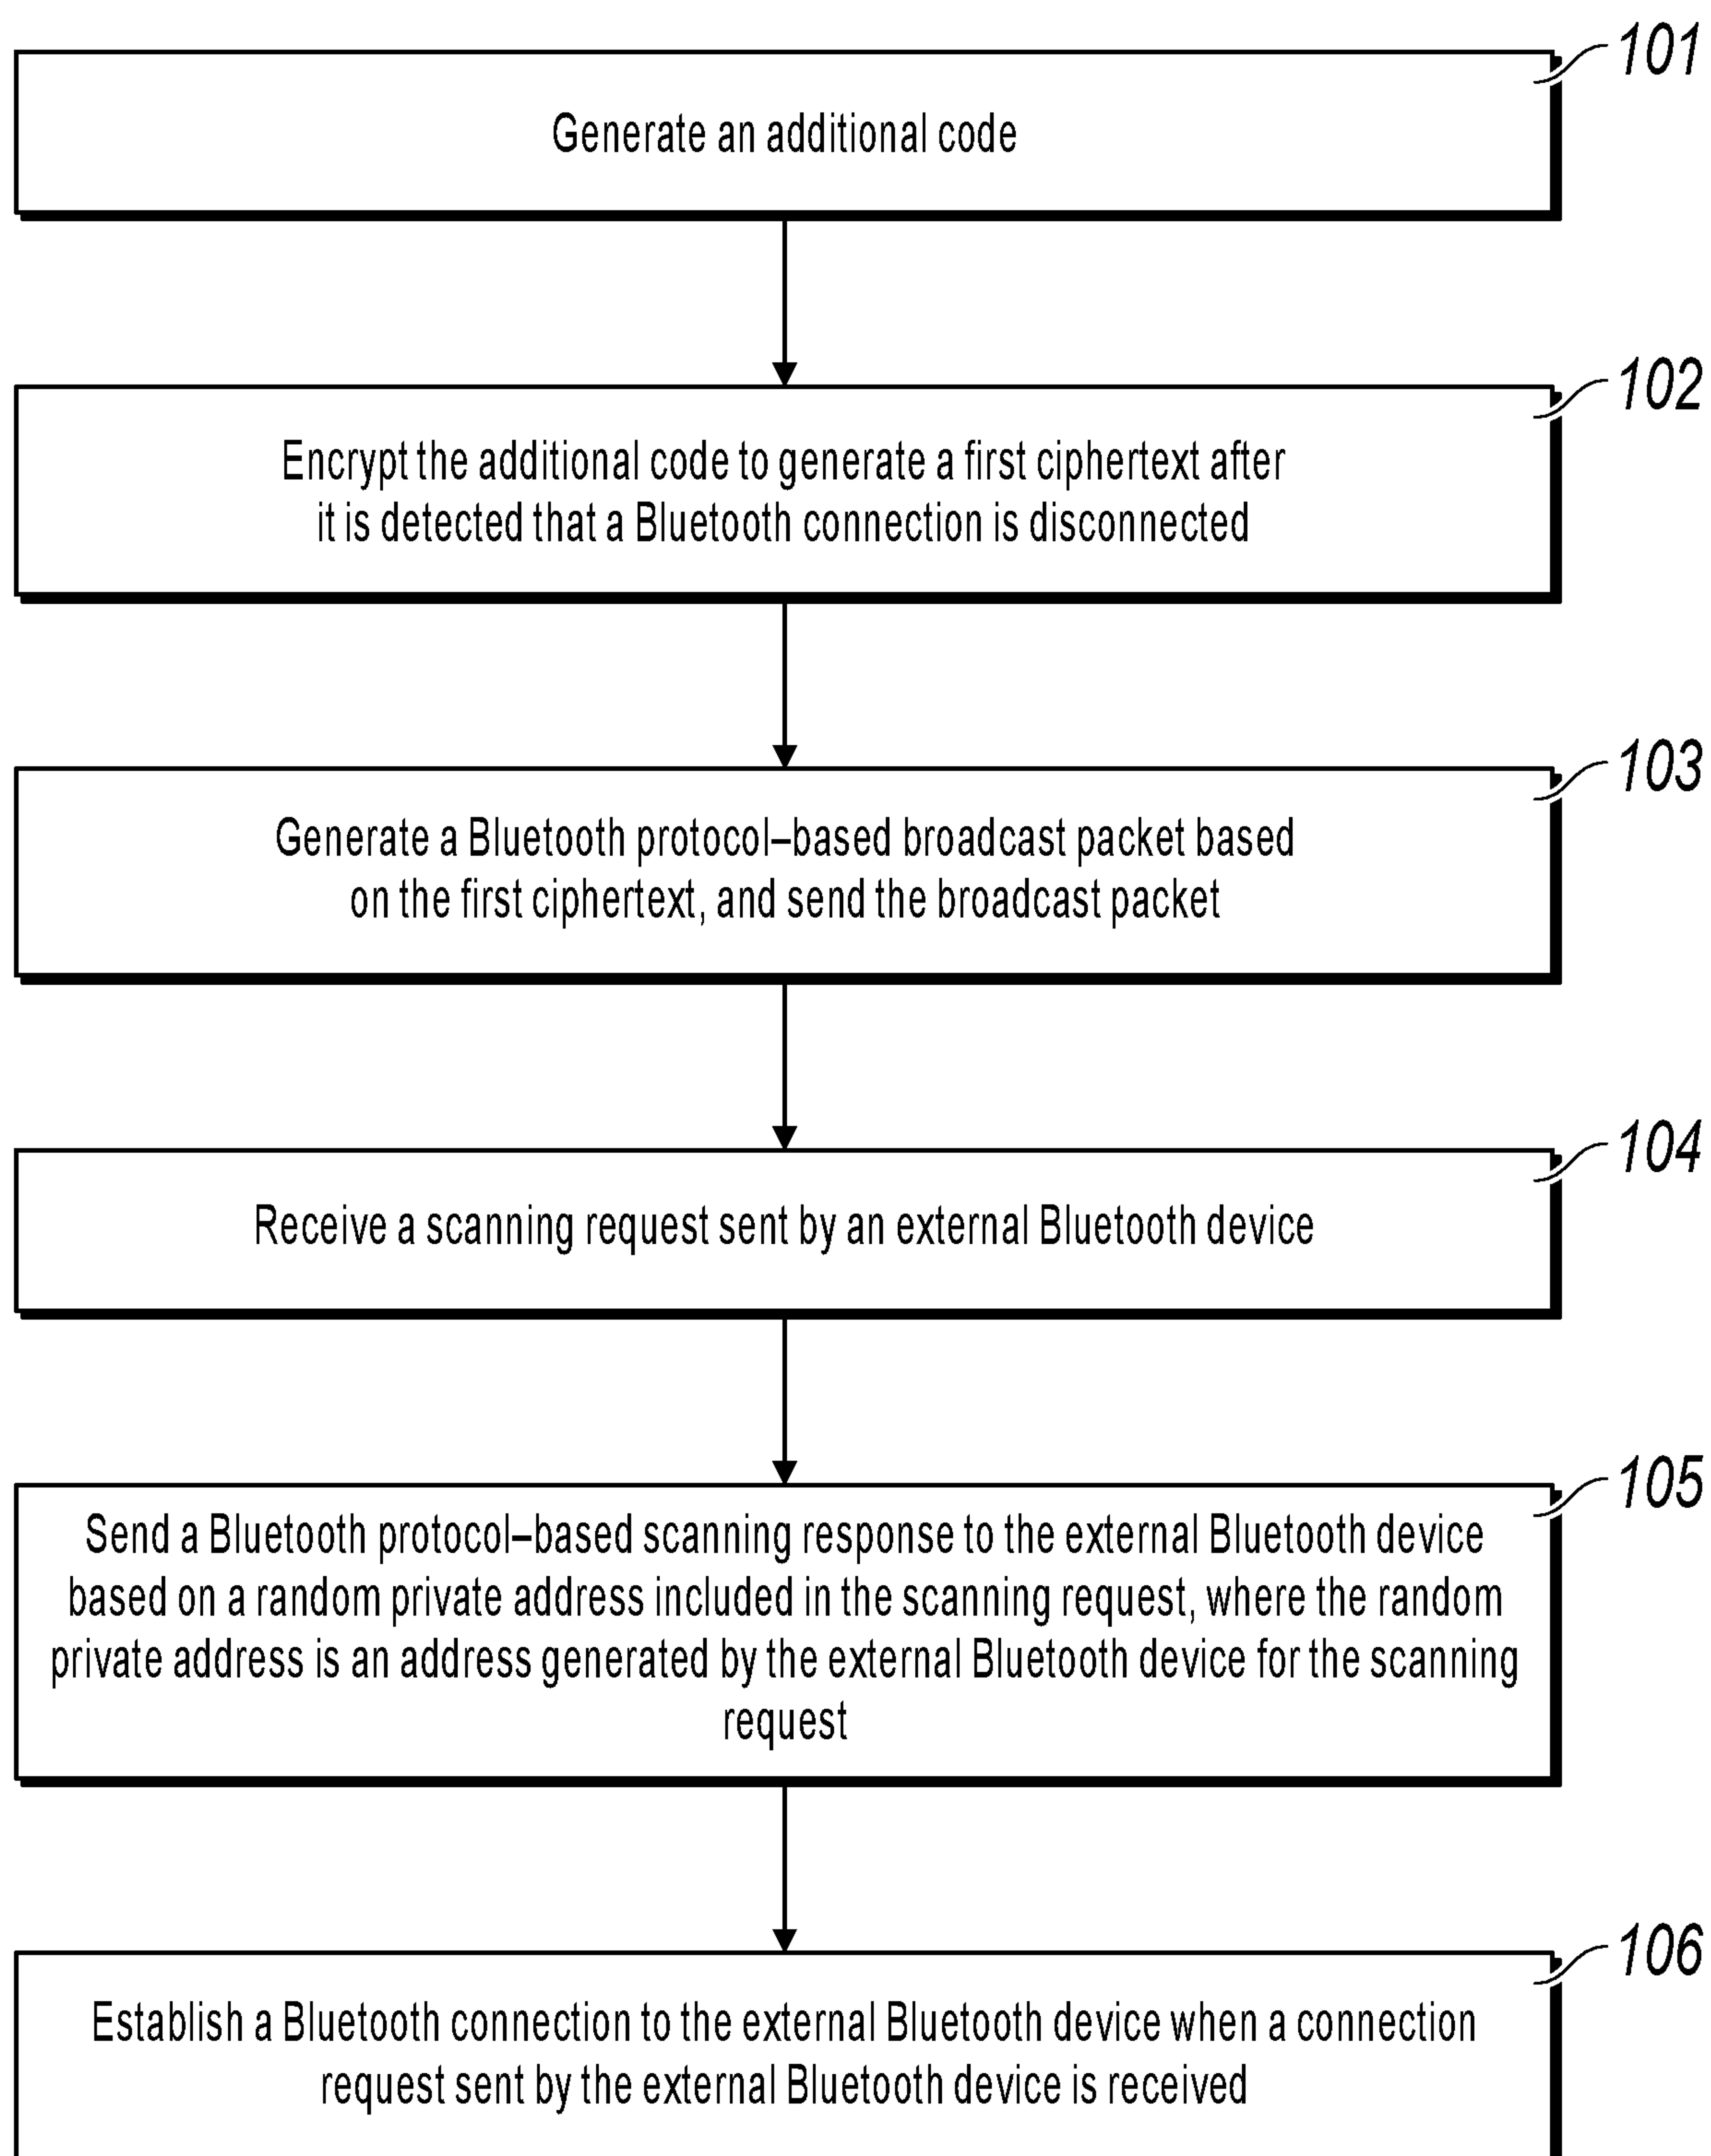 101
Generate an additional code
102
Encrypt the additional code to generate a first ciphertext after
it is detected that a Bluetooth connection is disconnected
103
Generate a Bluetooth protocol–based broadcast packet based
on the first ciphertext, and send the broadcast packet
104
Receive a scanning request sent by an external Bluetooth device
105
Send a Bluetooth protocol–based scanning response to the external Bluetooth device
based on a random private address included in the scanning request, where the random
private address is an address generated by the external Bluetooth device for the scanning
request
106
Establish a Bluetooth connection to the external Bluetooth device when a connection
request sent by the external Bluetooth device is received